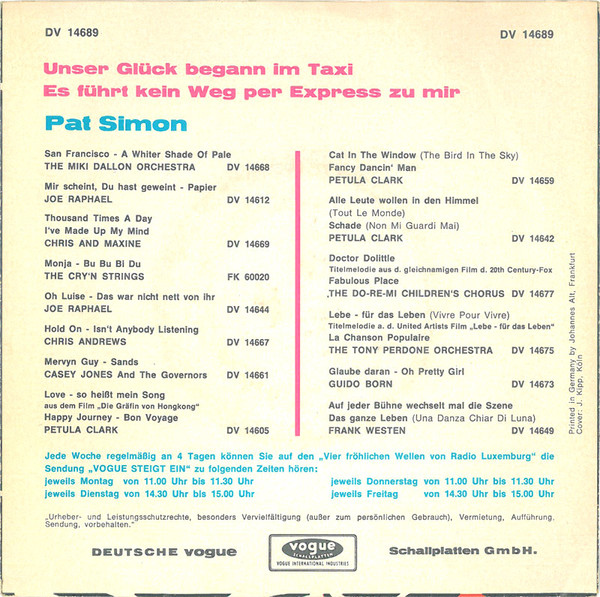 DV 14689
DV 14689
Unser Glück begann im Taxi
Es führt kein Weg per Express zu mir
Pat Simon
San Francisco - A Whiter Shade Of Pale
THE MIKI DALLON ORCHESTRA DV 14668
Mir scheint, Du hast geweint - Papier
JOE RAPHAEL DV 14612
Thousand Times A Day
I've Made Up My Mind
CHRIS AND MAXINE DV 14669
Monja - Bu Bu Bi Du
THE CRY'N STRINGS FK 60020
Oh Luise - Das war nicht nett von ihr
JOE RAPHAEL DV 14644
Hold On - Isn't Anybody Listening
CHRIS ANDREWS DV 14667
Mervyn Guy - Sands
CASEY JONES And The Governors DV 14661
Love - so heißt mein Song
aus dem Film „Die Gräfin von Hongkong"
Happy Journey - Bon Voyage
PETULA CLARK DV 14605
Cat In The Window (The Bird In The Sky)
Fancy Dancin' Man
PETULA CLARK DV 14659
Alle Leute wollen in den Himmel
(Tout Le Monde)
Schade (Non Mi Guardi Mai)
PETULA CLARK DV 14642
Doctor Dolittle
Titelmelodie aus d. gleichnamigen Film d. 20th Century-Fox
Fabulous Place
THE DO-RE-MI CHILDREN'S CHORUS DV 14677
Lebe - für das Leben (Vivre Pour Vivre)
Titelmelodie a. d. United Artists Film „Lebe - für das Leben"
La Chanson Populaire
THE TONY PERDONE ORCHESTRA DV 14675
Glaube daran - Oh Pretty Girl
GUIDO BORN DV 14673
Auf jeder Bühne wechselt mal die Szene
Das ganze Leben (Una Danza Chiar Di Luna)
FRANK WESTEN DV 14649
Printed in Germany by Johannes Alt, Frankfurt
Cover: J. Kipp, Köln
Jede Woche regelmäßig an 4 Tagen können Sie auf den „Vier fröhlichen Wellen von Radio Luxemburg" die
Sendung „VOGUE STEIGT EIN" zu folgenden Zeiten hören:
jeweils Montag von 11.00 Uhr bis 11.30 Uhr
jeweils Dienstag von 14.30 Uhr bis 15.00 Uhr
jeweils Donnerstag von 11.00 Uhr bis 11.30 Uhr
jeweils Freitag von 14.30 Uhr bis 15.00 Uhr
„Urheber- und Leistungsschutzrechte, besonders Vervielfältigung (außer zum persönlichen Gebrauch), Vermietung, Aufführung.
Sendung, vorbehalten."
DEUTSCHE vogue
vogue
SCHALLPLATTEN
VOGUE INTERNATIONAL INDUSTRIES
Schallplatten GmbH.